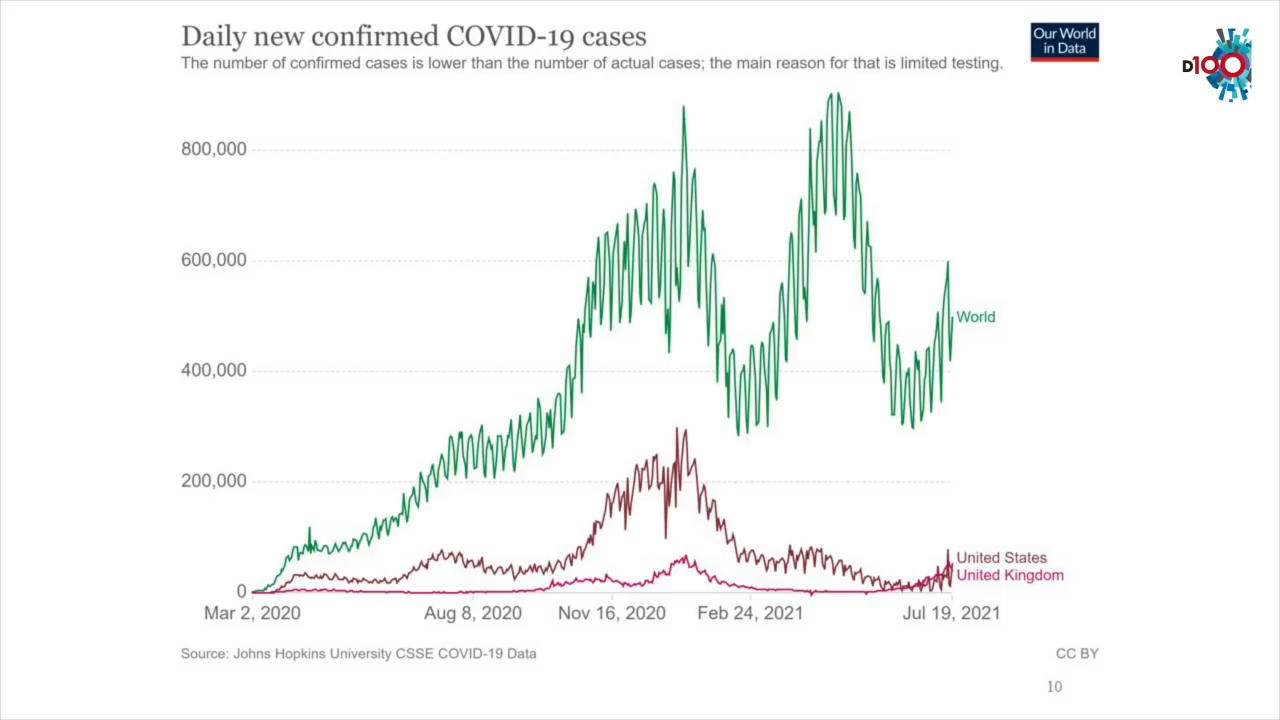 Daily new confirmed COVID-19 cases
The number of confirmed cases is lower than the number of actual cases; the main reason for that is limited testing.
Our World
in Data
D100
800,000
600,000
400,000
200,000
0
World
United States
United Kingdom
Mar 2, 2020
Aug 8, 2020
Nov 16, 2020
Feb 24, 2021
Jul 19, 2021
Source: Johns Hopkins University CSSE COVID-19 Data
CC BY
10